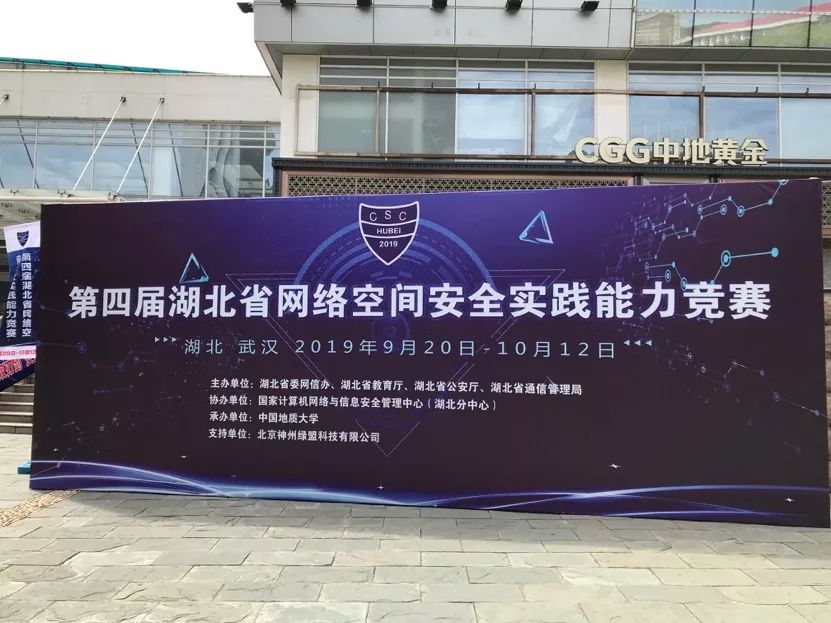 CGG中地黄金
CSC
HUBEI
2019
第四届湖北省网络空间安全实践能力竞赛
湖北 武汉 2019年9月20日-10月12日
主办单位：湖北省委网信办、湖北省教育厅、湖北省公安厅、湖北省通信管理局
协办单位：国家计算机网络与信息安全管理中心（湖北分中心）
承办单位：中国地质大学
支持单位：北京神州绿盟科技有限公司
第四届湖北省网络空
实践能力竞赛